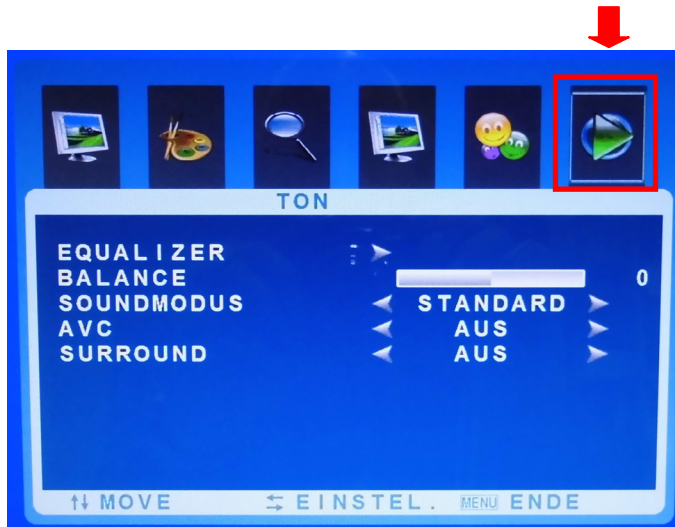 TON
EQUALIZER
BALANCE 0
SOUNDMODUS STANDARD
AVC AUS
SURROUND AUS
MOVE EINSTEL. MENU ENDE